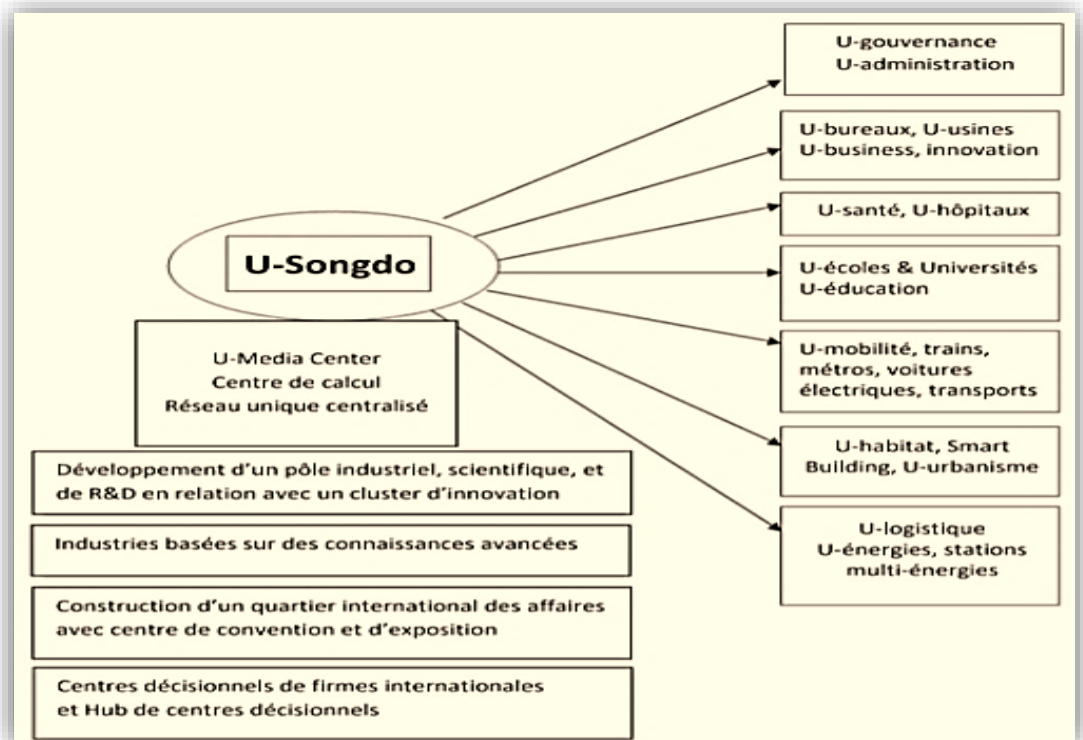 U-Songdo
U-Media Center
Centre de calcul
Réseau unique centralisé
Développement d'un pôle industriel, scientifique, et
de R&D en relation avec un cluster d'innovation
Industries basées sur des connaissances avancées
Construction d'un quartier international des affaires
avec centre de convention et d'exposition
Centres décisionnels de firmes internationales
et Hub de centres décisionnels
U-gouvernance
U-administration
U-bureaux, U-usines
U-business, innovation
U-santé, U-hôpitaux
U-écoles & Universités
U-éducation
U-mobilité, trains,
métros, voitures
électriques, transports
U-habitat, Smart
Building, U-urbanisme
U-logistique
U-énergies, stations
multi-énergies